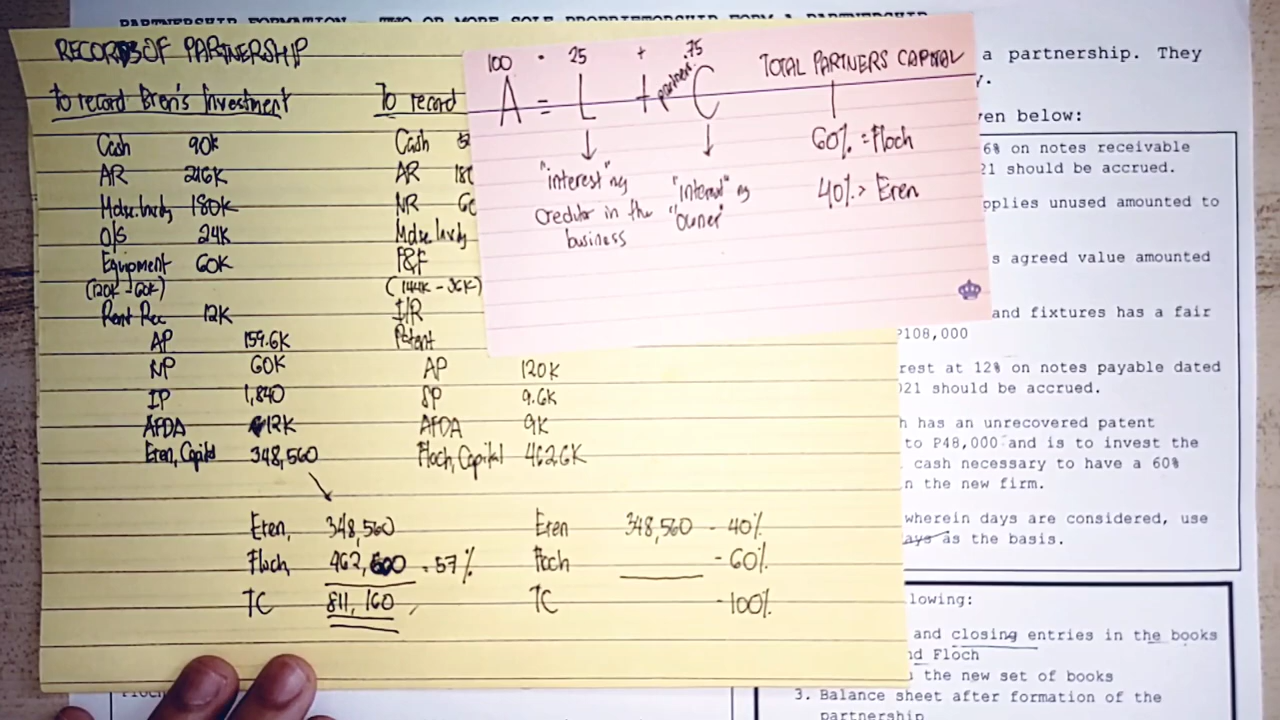 PARTNERSHIP FORMATION - TWO OR MORE SOLE PROPRIETORSHIP FORM A PARTNERSHIP
RECORDS OF PARTNERSHIP
To record Eren's Investment
Cash 90K
AR 216K
Mdse. Invty 180K
O/S 24K
Equipment 60K
(120K - 60K)
Rent Rec 12K
AP 159.6K
NP 60K
IP 1,840
AFDA 12K
Eren, Capital 348,560
To record
Cash
AR 180
NR 60
Mdse Invty
F&F
(144K - 36K)
I/R
Patent
AP 120K
SP 9.6K
AFDA 9K
Floch, Capital 462.6K
Eren, 348,560
Floch, 462,600 = 57%
TC 811,160
Eren 348,560 - 40%
Floch - 60%
TC - 100%
100 = 25 + 75
A = L + C
partners'
"interest" ng
creditor in the
business
"interest" ng
"owner"
TOTAL PARTNERS CAPITAL
60% = Floch
40% > Eren
a partnership. They
y.
en below:
6% on notes receivable
21 should be accrued.
pplies unused amounted to
s agreed value amounted
and fixtures has a fair
P108,000
rest at 12% on notes payable dated
21 should be accrued.
h has an unrecovered patent
to P48,000 and is to invest the
cash necessary to have a 60%
n the new firm.
wherein days are considered, use
ays as the basis.
lowing:
and closing entries in the books
nd Floch
the new set of books
3. Balance sheet after formation of the
partnership